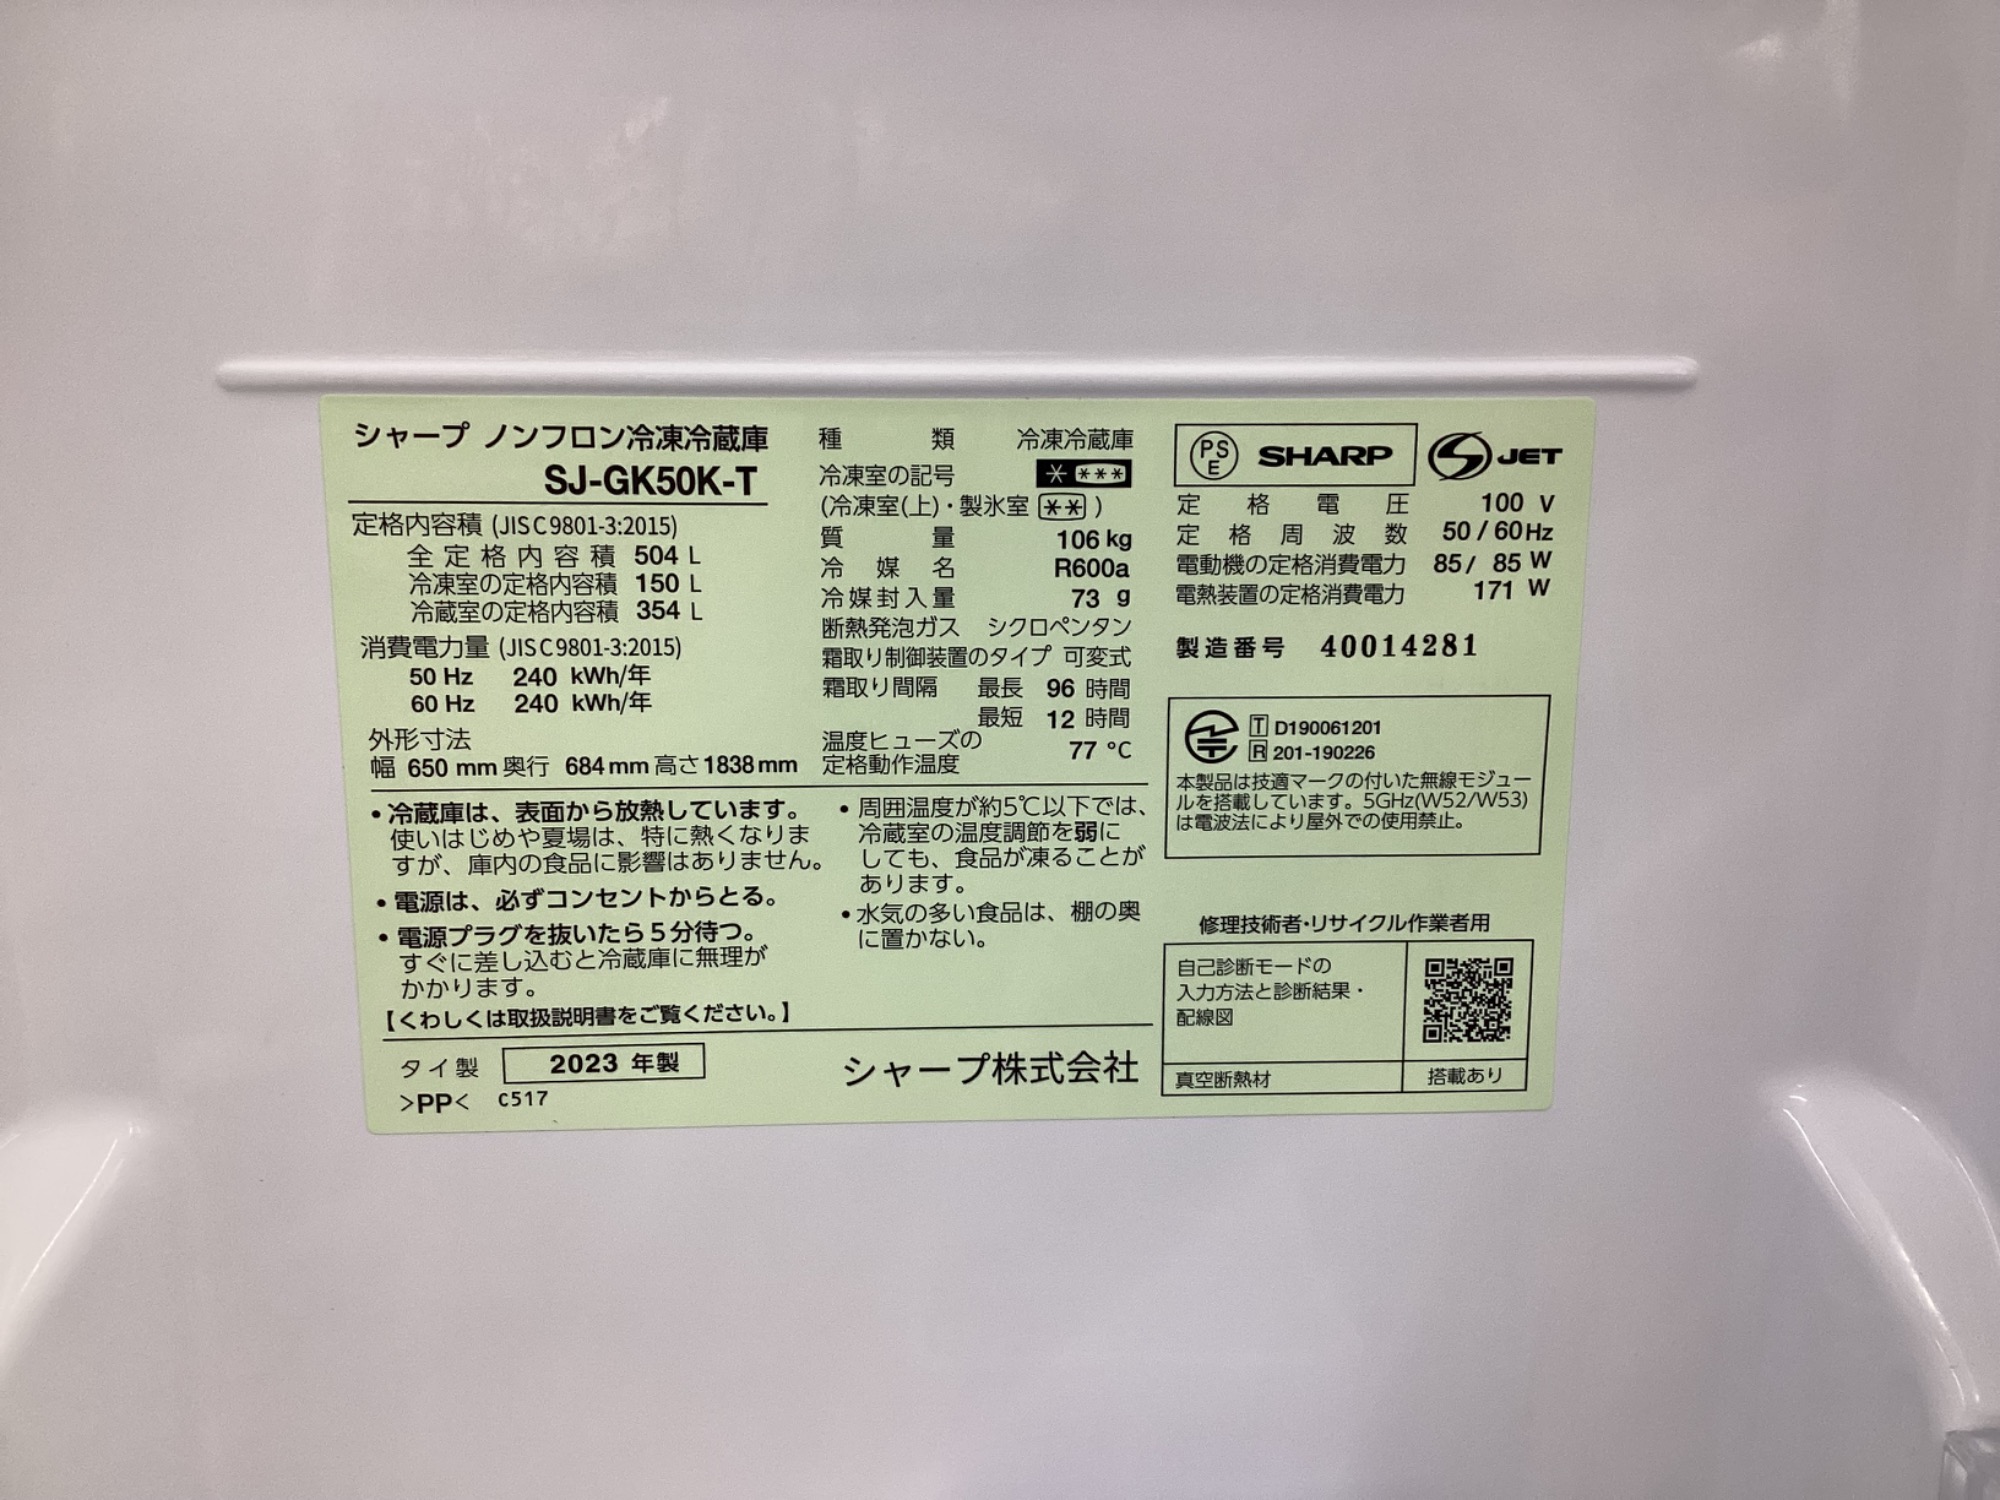 シャープ ノンフロン冷凍冷蔵庫
SJ-GK50K-T
定格内容積 (JIS C 9801-3:2015)
全定格内容積 504 L
冷凍室の定格内容積 150 L
冷蔵室の定格内容積 354 L
消費電力量 (JIS C 9801-3:2015)
50 Hz 240 kWh/年
60 Hz 240 kWh/年
外形寸法
幅 650 mm 奥行 684 mm 高さ 1838 mm
種類 冷凍冷蔵庫
冷凍室の記号 * ***
(冷凍室(上)・製氷室 ** )
質量 106 kg
冷媒名 R600a
冷媒封入量 73 g
断熱発泡ガス シクロペンタン
霜取り制御装置のタイプ 可変式
霜取り間隔 最長 96 時間
最短 12 時間
温度ヒューズの
定格動作温度 77 ℃
PS
E
SHARP
S JET
定格電圧 100 V
定格周波数 50 / 60 Hz
電動機の定格消費電力 85 / 85 W
電熱装置の定格消費電力 171 W
製造番号 40014281
T D190061201
R 201-190226
本製品は技適マークの付いた無線モジュー
ルを搭載しています。5GHz(W52/W53)
は電波法により屋外での使用禁止。
• 冷蔵庫は、表面から放熱しています。
使いはじめや夏場は、特に熱くなりま
すが、庫内の食品に影響はありません。
• 電源は、必ずコンセントからとる。
• 電源プラグを抜いたら5分待つ。
すぐに差し込むと冷蔵庫に無理が
かかります。
【くわしくは取扱説明書をご覧ください。】
• 周囲温度が約5℃以下では、
冷蔵室の温度調節を弱に
しても、食品が凍ることが
あります。
• 水気の多い食品は、棚の奥
に置かない。
修理技術者・リサイクル作業者用
自己診断モードの
入力方法と診断結果・
配線図
真空断熱材 搭載あり
タイ製 2023 年製
>PP< C517
シャープ株式会社